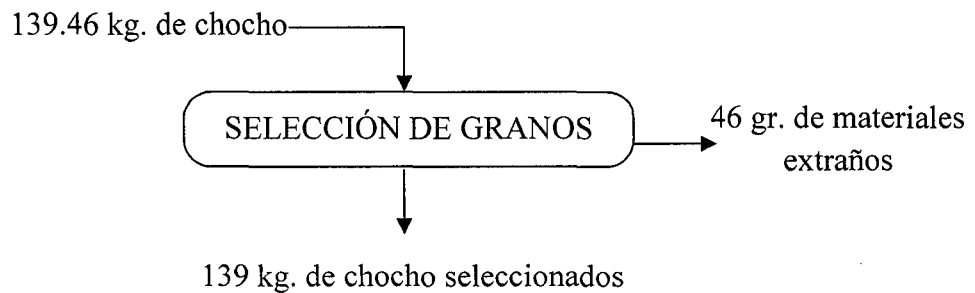 139.46 kg. de chocho
SELECCIÓN DE GRANOS
46 gr. de materiales
extraños
139 kg. de chocho seleccionados